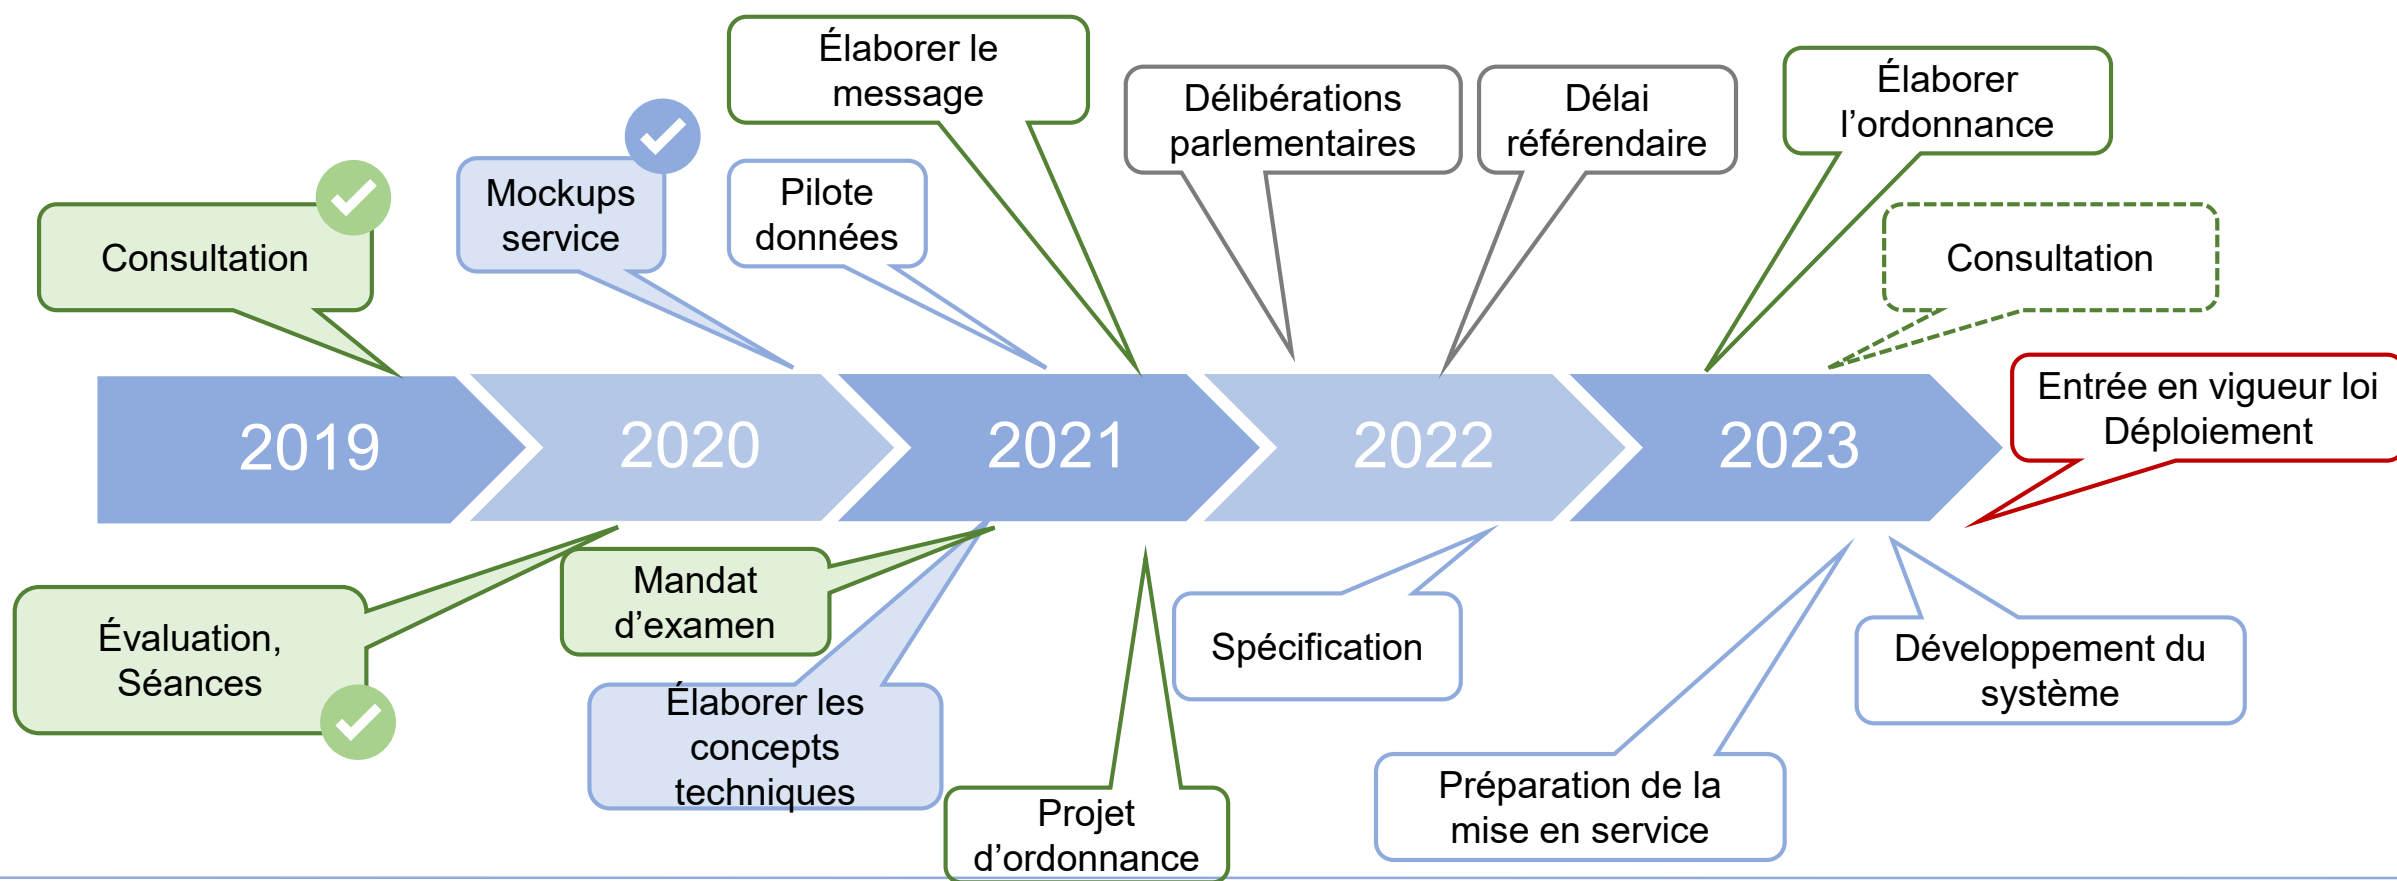 Élaborer le
message
Délibérations
parlementaires
Délai
référendaire
Élaborer
l’ordonnance
Consultation
Mockups
service
Pilote
données
Consultation
Entrée en vigueur loi
Déploiement
2019
2020
2021
2022
2023
Évaluation,
Séances
Mandat
d’examen
Élaborer les
concepts
techniques
Projet
d’ordonnance
Spécification
Préparation de la
mise en service
Développement du
système